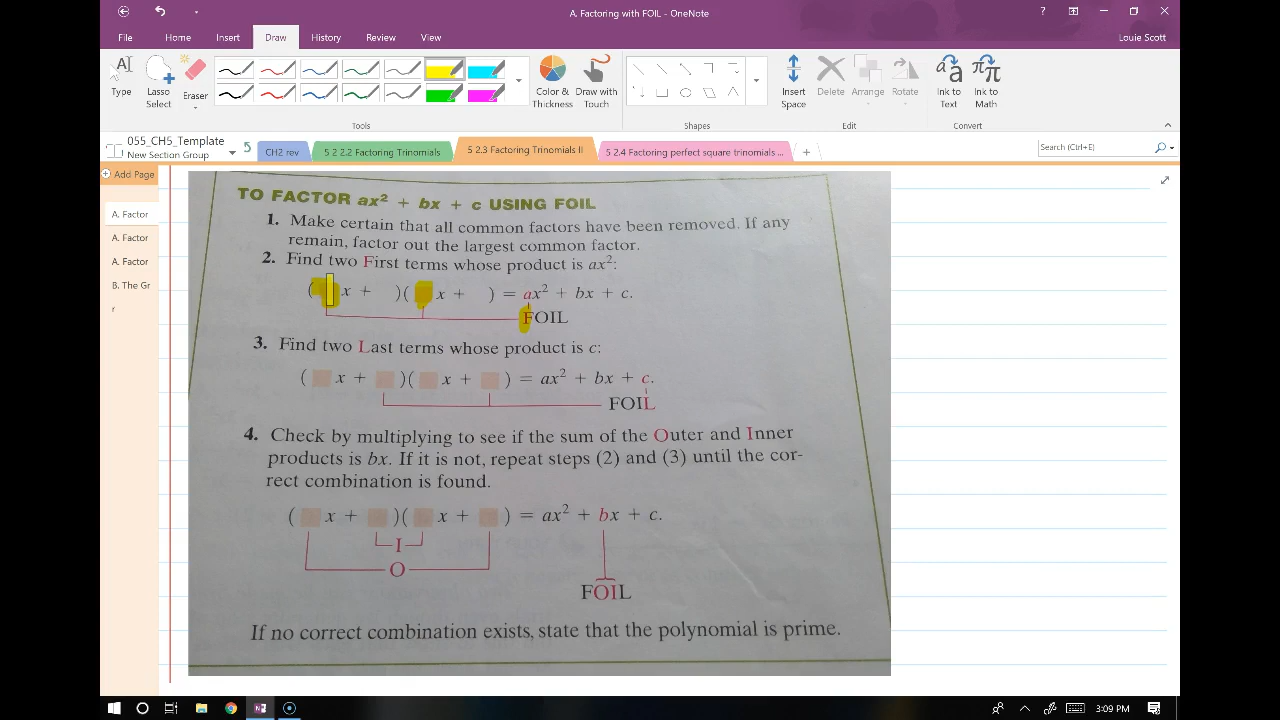 A. Factoring with FOIL - OneNote
File Home Insert Draw History Review View
Louie Scott
Type
Lasso Select
Eraser
Color & Thickness
Draw with Touch
Insert Space
Delete
Arrange
Rotate
Ink to Text
Ink to Math
Tools
Shapes
Edit
Convert
055_CH5_Template
New Section Group
CH2 rev
5 2 2.2 Factoring Trinomials
5 2.3 Factoring Trinomials II
5 2.4 Factoring perfect square trinomials ...
Search (Ctrl+E)
Add Page
A. Factor
A. Factor
A. Factor
B. The Gr
r
TO FACTOR ax² + bx + c USING FOIL
1. Make certain that all common factors have been removed. If any
remain, factor out the largest common factor.
2. Find two First terms whose product is ax²:
( x + )( x + ) = ax² + bx + c.
FOIL
3. Find two Last terms whose product is c:
( x + )( x + ) = ax² + bx + c.
FOIL
4. Check by multiplying to see if the sum of the Outer and Inner
products is bx. If it is not, repeat steps (2) and (3) until the cor-
rect combination is found.
( x + )( x + ) = ax² + bx + c.
I
O
FOIL
If no correct combination exists, state that the polynomial is prime.
3:09 PM